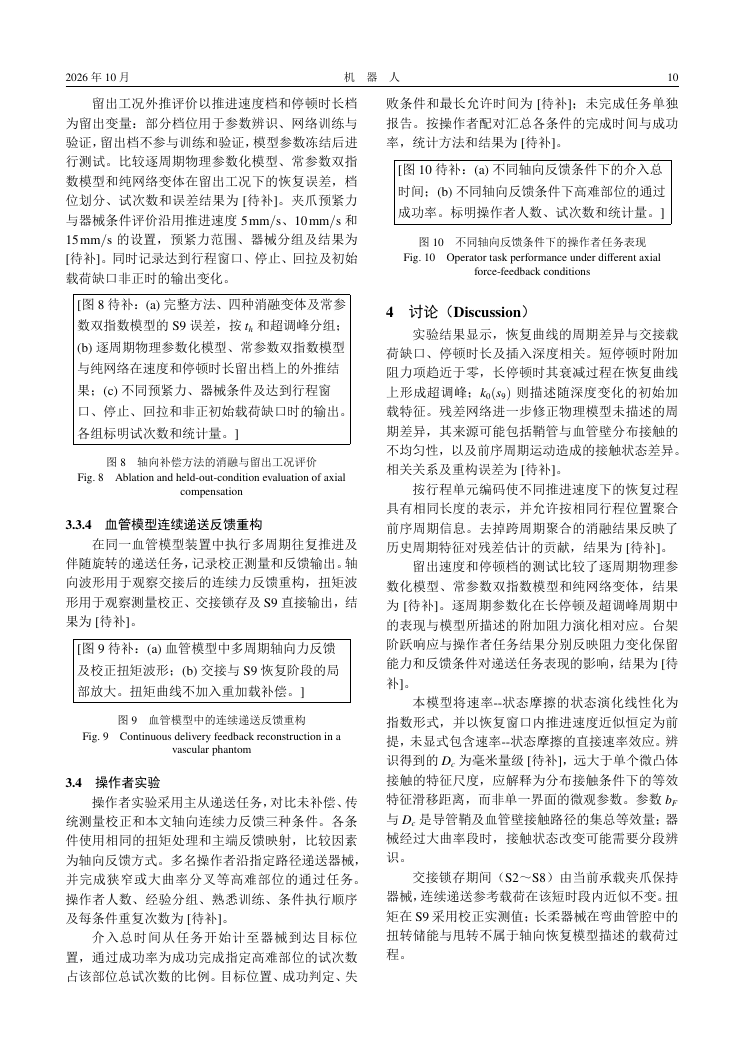 2026 年 10 月
机 器 人
10
留出工况外推评价以推进速度档和停顿时长档
为留出变量：部分档位用于参数辨识、网络训练与
验证，留出档不参与训练和验证，模型参数冻结后进
行测试。比较逐周期物理参数化模型、常参数双指
数模型和纯网络变体在留出工况下的恢复误差，档
位划分、试次数和误差结果为 [待补]。夹爪预紧力
与器械条件评价沿用推进速度 5 mm/s、10 mm/s 和
15 mm/s 的设置，预紧力范围、器械分组及结果为
[待补]。同时记录达到行程窗口、停止、回拉及初始
载荷缺口非正时的输出变化。
[图 8 待补：(a) 完整方法、四种消融变体及常参
数双指数模型的 S9 误差，按 t_h 和超调峰分组；
(b) 逐周期物理参数化模型、常参数双指数模型
与纯网络在速度和停顿时长留出档上的外推结
果；(c) 不同预紧力、器械条件及达到行程窗
口、停止、回拉和非正初始载荷缺口时的输出。
各组标明试次数和统计量。]
图 8 轴向补偿方法的消融与留出工况评价
Fig. 8 Ablation and held-out-condition evaluation of axial
compensation
3.3.4 血管模型连续递送反馈重构
在同一血管模型装置中执行多周期往复推进及
伴随旋转的递送任务，记录校正测量和反馈输出。轴
向波形用于观察交接后的连续力反馈重构，扭矩波
形用于观察测量校正、交接锁存及 S9 直接输出，结
果为 [待补]。
[图 9 待补：(a) 血管模型中多周期轴向力反馈
及校正扭矩波形；(b) 交接与 S9 恢复阶段的局
部放大。扭矩曲线不加入重加载补偿。]
图 9 血管模型中的连续递送反馈重构
Fig. 9 Continuous delivery feedback reconstruction in a
vascular phantom
3.4 操作者实验
操作者实验采用主从递送任务，对比未补偿、传
统测量校正和本文轴向连续力反馈三种条件。各条
件使用相同的扭矩处理和主端反馈映射，比较因素
为轴向反馈方式。多名操作者沿指定路径递送器械，
并完成狭窄或大曲率分叉等高难部位的通过任务。
操作者人数、经验分组、熟悉训练、条件执行顺序
及每条件重复次数为 [待补]。
介入总时间从任务开始计至器械到达目标位
置，通过成功率为成功完成指定高难部位的试次数
占该部位总试次数的比例。目标位置、成功判定、失
败条件和最长允许时间为 [待补]；未完成任务单独
报告。按操作者配对汇总各条件的完成时间与成功
率，统计方法和结果为 [待补]。
[图 10 待补：(a) 不同轴向反馈条件下的介入总
时间；(b) 不同轴向反馈条件下高难部位的通过
成功率。标明操作者人数、试次数和统计量。]
图 10 不同轴向反馈条件下的操作者任务表现
Fig. 10 Operator task performance under different axial
force-feedback conditions
4 讨论（Discussion）
实验结果显示，恢复曲线的周期差异与交接载
荷缺口、停顿时长及插入深度相关。短停顿时附加
阻力项趋近于零，长停顿时其衰减过程在恢复曲线
上形成超调峰；k₀(s₉) 则描述随深度变化的初始加
载特征。残差网络进一步修正物理模型未描述的周
期差异，其来源可能包括鞘管与血管壁分布接触的
不均匀性，以及前序周期运动造成的接触状态差异。
相关关系及重构误差为 [待补]。
按行程单元编码使不同推进速度下的恢复过程
具有相同长度的表示，并允许按相同行程位置聚合
前序周期信息。去掉跨周期聚合的消融结果反映了
历史周期特征对残差估计的贡献，结果为 [待补]。
留出速度和停顿档的测试比较了逐周期物理参
数化模型、常参数双指数模型和纯网络变体，结果
为 [待补]。逐周期参数化在长停顿及超调峰周期中
的表现与模型所描述的附加阻力演化相对应。台架
阶跃响应与操作者任务结果分别反映阻力变化保留
能力和反馈条件对递送任务表现的影响，结果为 [待
补]。
本模型将速率--状态摩擦的状态演化线性化为
指数形式，并以恢复窗口内推进速度近似恒定为前
提，未显式包含速率--状态摩擦的直接速率效应。辨
识得到的 D_c 为毫米量级 [待补]，远大于单个微凸体
接触的特征尺度，应解释为分布接触条件下的等效
特征滑移距离，而非单一界面的微观参数。参数 b_F
与 D_c 是导管鞘及血管壁接触路径的集总等效量；器
械经过大曲率段时，接触状态改变可能需要分段辨
识。
交接锁存期间（S2～S8）由当前承载夹爪保持
器械，连续递送参考载荷在该短时段内近似不变。扭
矩在 S9 采用校正实测值；长柔器械在弯曲管腔中的
扭转储能与甩转不属于轴向恢复模型描述的载荷过
程。